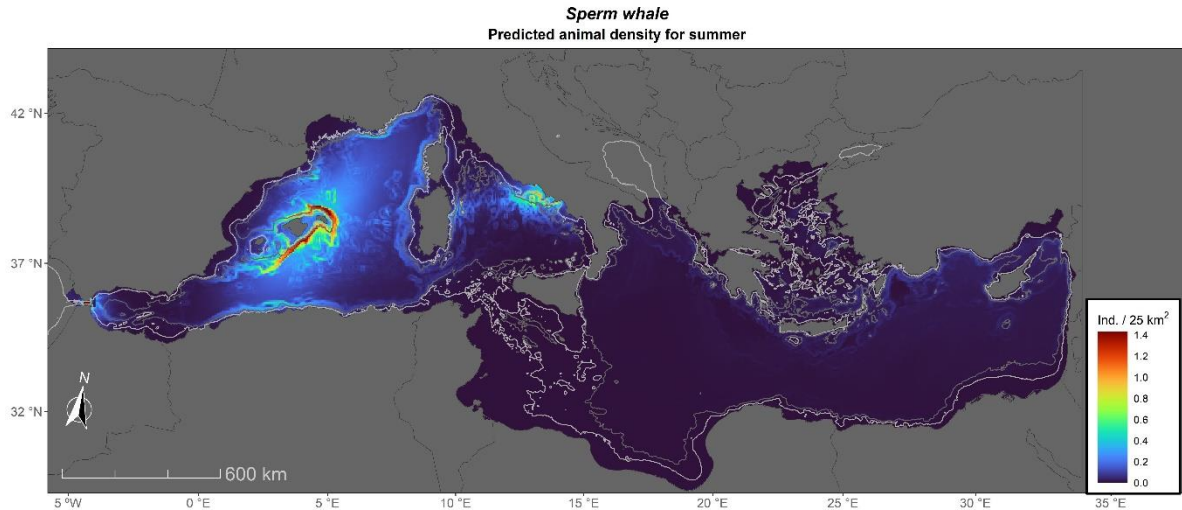 Sperm whale
Predicted animal density for summer
42 °N
37 °N
32 °N
N
600 km
Ind. / 25 km²
1.4
1.2
1.0
0.8
0.6
0.4
0.2
0.0
5 °W
0 °E
5 °E
10 °E
15 °E
20 °E
25 °E
30 °E
35 °E